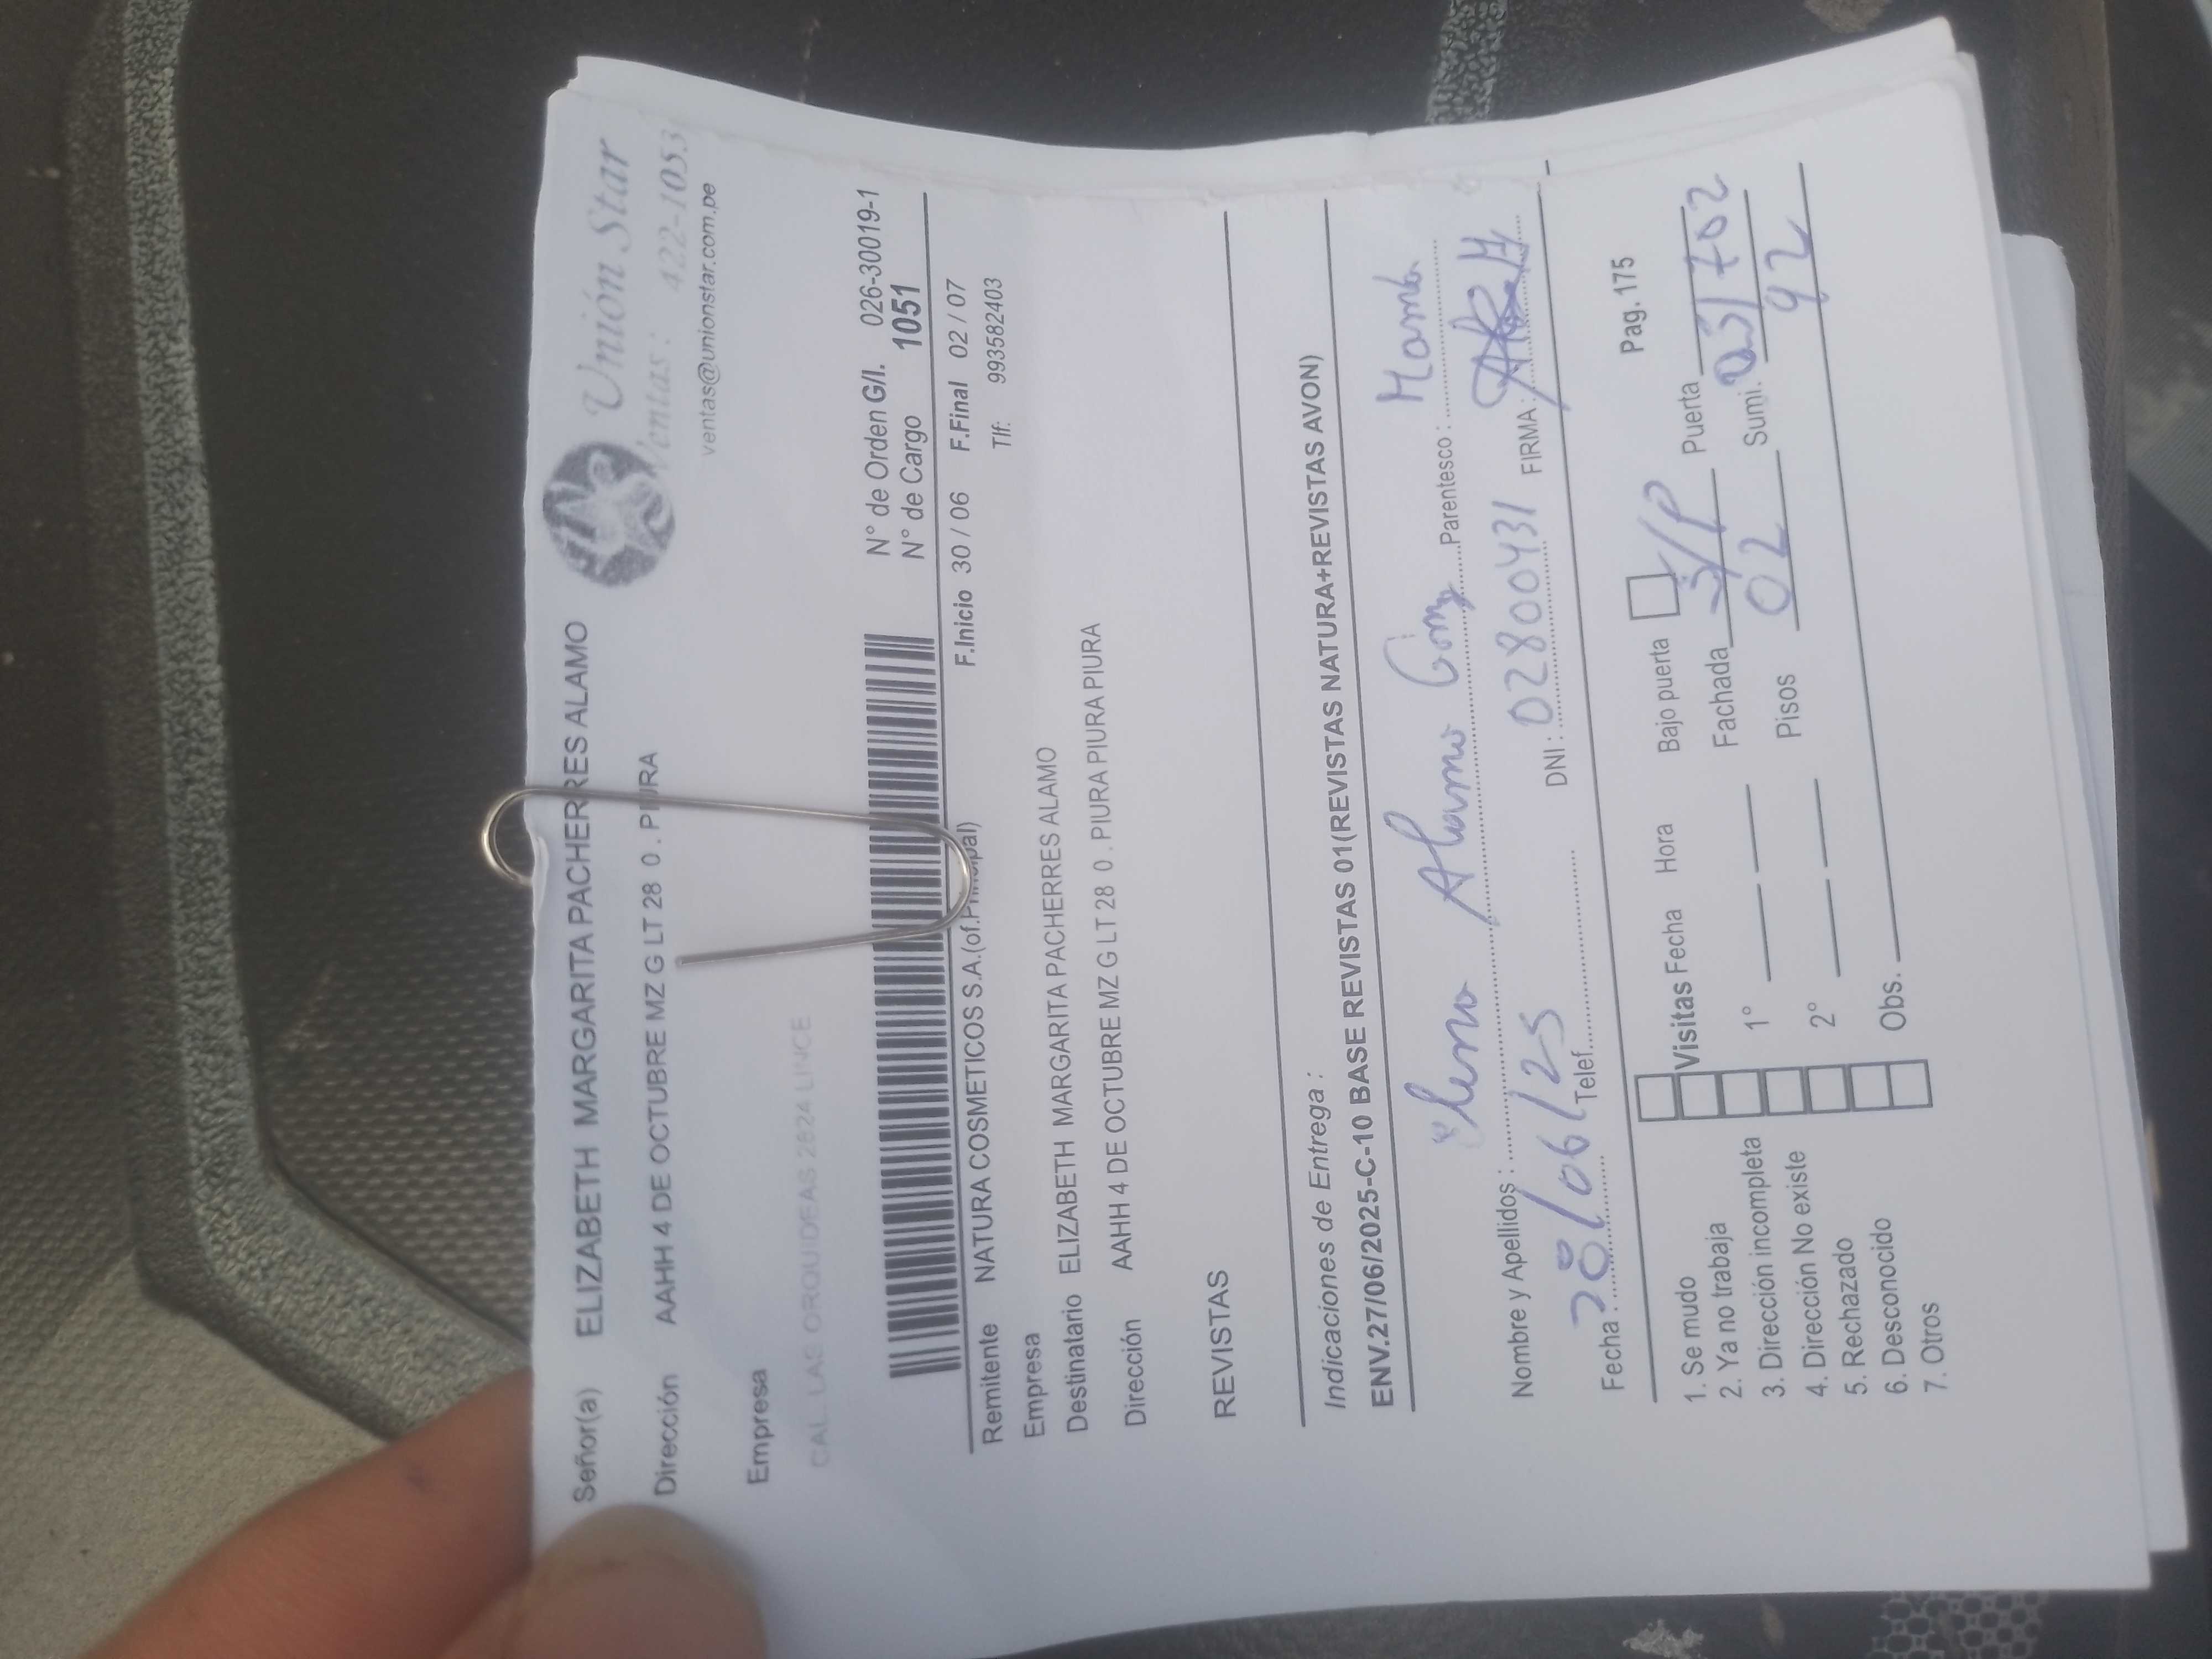 Señor(a) ELIZABETH MARGARITA PACHERRES ALAMO
Unión Star
Dirección AAHH 4 DE OCTUBRE MZ G LT 28 0 . PIURA
Ventas : 422-1053
ventas@unionstar.com.pe
Empresa
CAL. LAS ORQUIDEAS 2824 LINCE
N° de Orden G/I. 026-30019-1
N° de Cargo 1051
Remitente NATURA COSMETICOS S.A.(of.Principal) F.Inicio 30 / 06 F.Final 02 / 07
Empresa Tlf: 993582403
Destinatario ELIZABETH MARGARITA PACHERRES ALAMO
Dirección AAHH 4 DE OCTUBRE MZ G LT 28 0 . PIURA PIURA PIURA
REVISTAS
Indicaciones de Entrega :
ENV.27/06/2025-C-10 BASE REVISTAS 01(REVISTAS NATURA+REVISTAS AVON)
Nombre y Apellidos : Elena Alamo Parentesco :
Fecha : 28/06/25 Telef. DNI : 02800431 FIRMA:
Pag. 175
1. Se mudo
2. Ya no trabaja
3. Dirección incompleta
4. Dirección No existe
5. Rechazado
6. Desconocido
7. Otros
Visitas Fecha Hora
1°
2°
Obs.
Bajo puerta
Fachada Puerta
Pisos 02 Sumi.
92